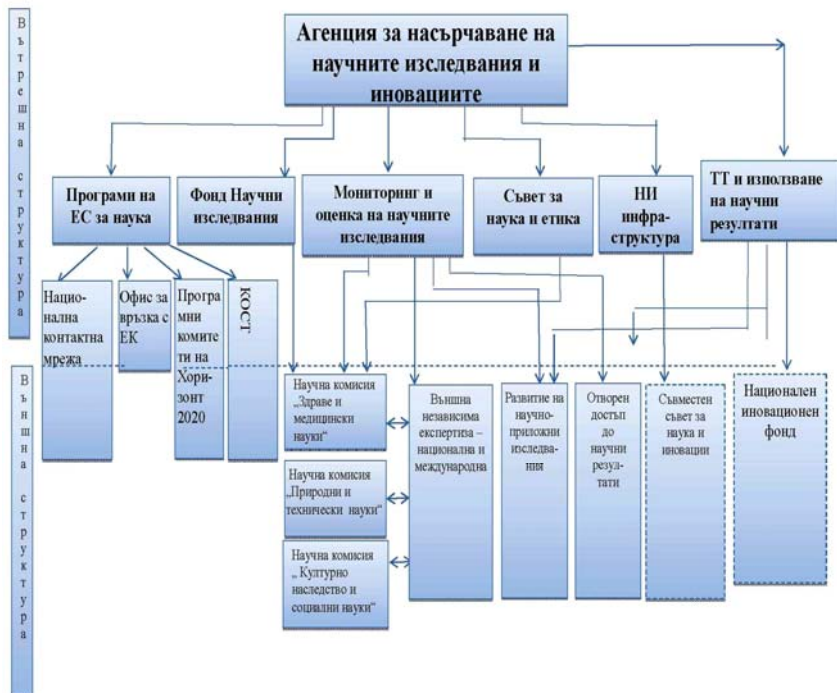 Вътрешна структура
Агенция за насърчаване на
научните изследвания и
иновациите
Програми на
ЕС за наука
Фонд Научни
изследвания
Мониторинг и
оценка на научните
изследвания
Съвет за
наука и етика
НИ
инфра-
структура
ТТ и използване
на научни
резултати
Нацио-
нална
контактна
мрежа
Офис за
връзка с
ЕК
Програ
мни
комите
ти на
Хори-
зонт
2020
КОСТ
Външна структура
Научна комисия
„Здраве и
медицински
науки“
Научна комисия
„Природни и
технически науки“
Научна комисия
„ Културно
наследство и
социални науки“
Външна
независима
експертиза –
национална и
международна
Развитие на
научно-
приложни
изследва-
ния
Отворен
достъп
до
научни
резул-
тати
Съвместен
съвет за
наука и
иновации
Национален
иновационен
фонд